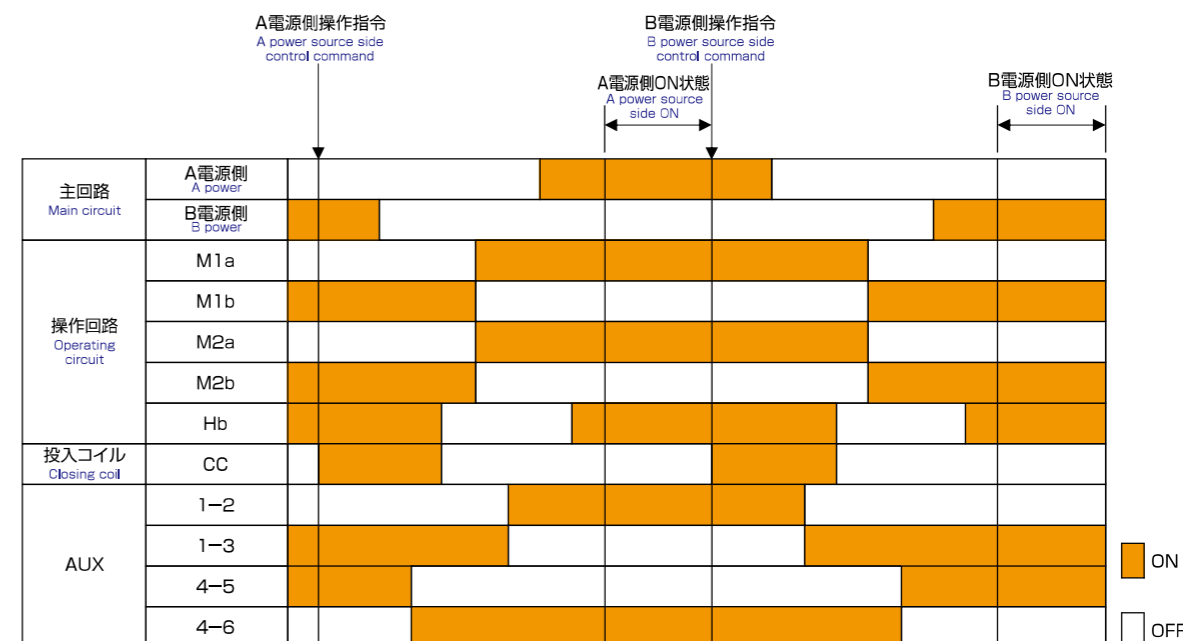 A電源側操作指令
A power source side
control command
B電源側操作指令
B power source side
control command
A電源側ON状態
A power source
side ON
B電源側ON状態
B power source
side ON
主回路
Main circuit
A電源側
A power
B電源側
B power
操作回路
Operating
circuit
M1a
M1b
M2a
M2b
Hb
投入コイル
Closing coil
CC
AUX
1−2
1−3
4−5
4−6
ON
OFF